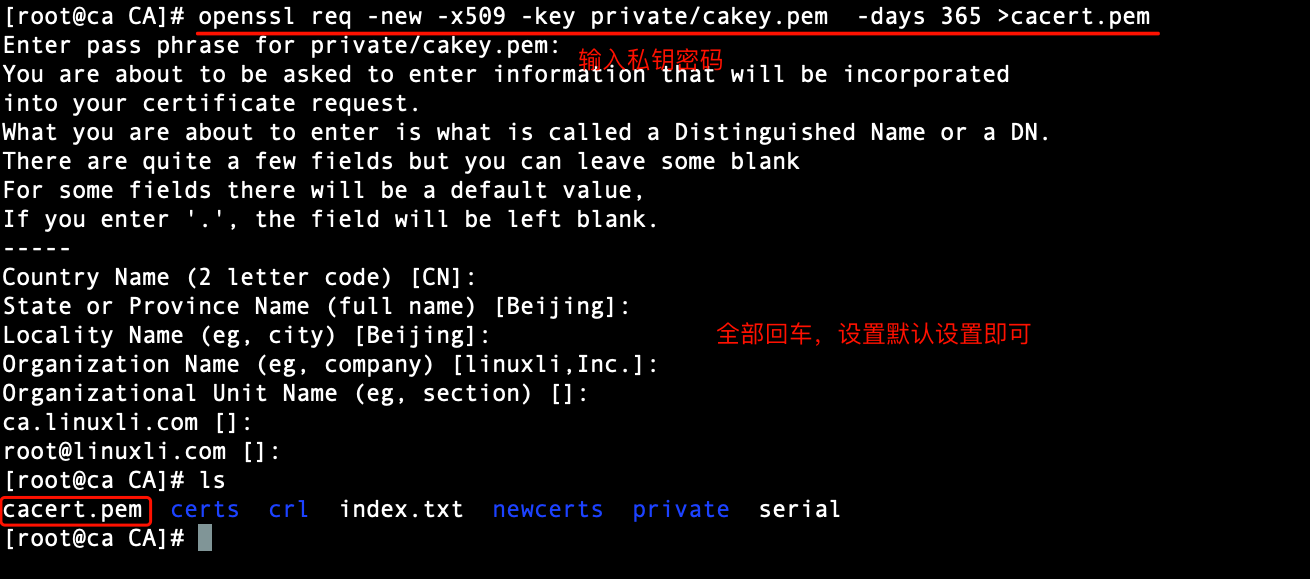 [root@ca CA]# openssl req -new -x509 -key private/cakey.pem  -days 365 >cacert.pem
Enter pass phrase for private/cakey.pem:
输入私钥密码
You are about to be asked to enter information that will be incorporated
into your certificate request.
What you are about to enter is what is called a Distinguished Name or a DN.
There are quite a few fields but you can leave some blank
For some fields there will be a default value,
If you enter '.', the field will be left blank.
-----
Country Name (2 letter code) [CN]:
State or Province Name (full name) [Beijing]:
Locality Name (eg, city) [Beijing]:
全部回车，设置默认设置即可
Organization Name (eg, company) [linuxli,Inc.]:
Organizational Unit Name (eg, section) []:
ca.linuxli.com []:
root@linuxli.com []:
[root@ca CA]# ls
cacert.pem  certs  crl  index.txt  newcerts  private  serial
[root@ca CA]#